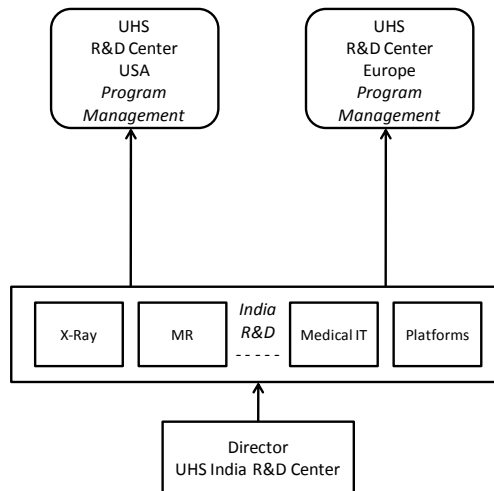 UHS
R&D Center
USA
Program
Management
UHS
R&D Center
Europe
Program
Management
X-Ray
MR
India
R&D
-----
Medical IT
Platforms
Director
UHS India R&D Center